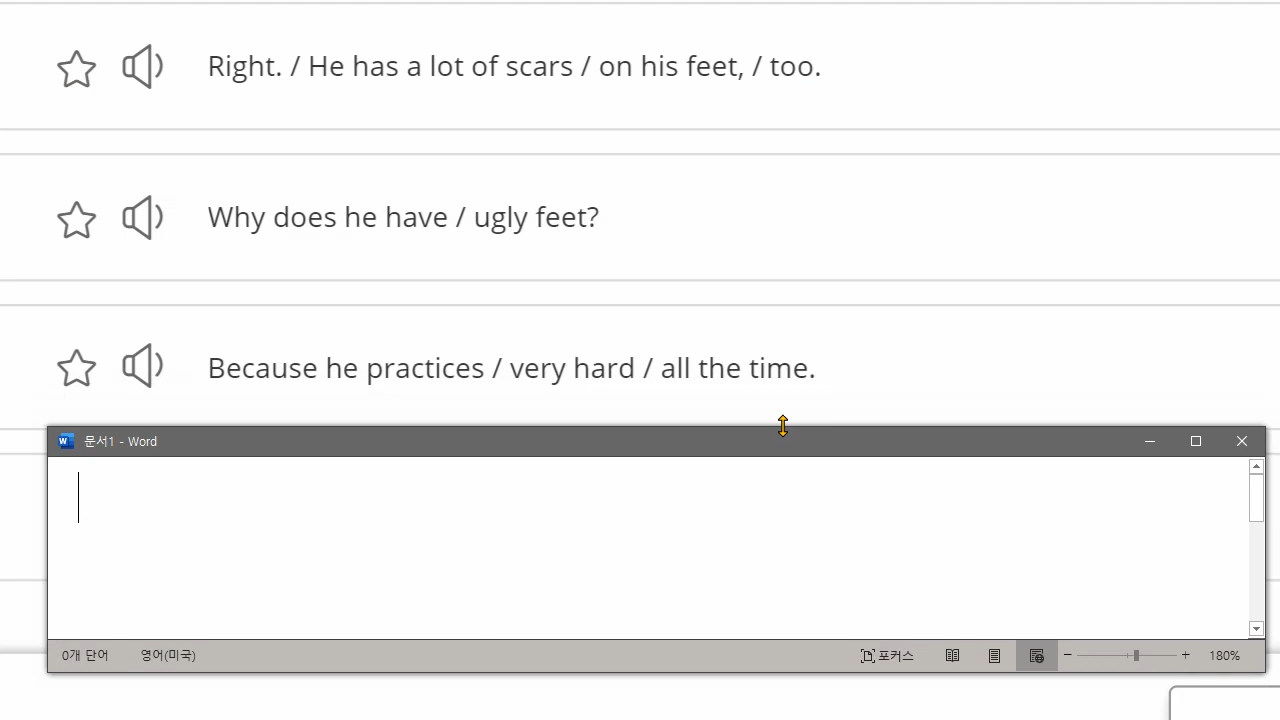 Right. / He has a lot of scars / on his feet, / too.
Why does he have / ugly feet?
Because he practices / very hard / all the time.
문서1 - Word
0개 단어 영어(미국) 포커스 180%